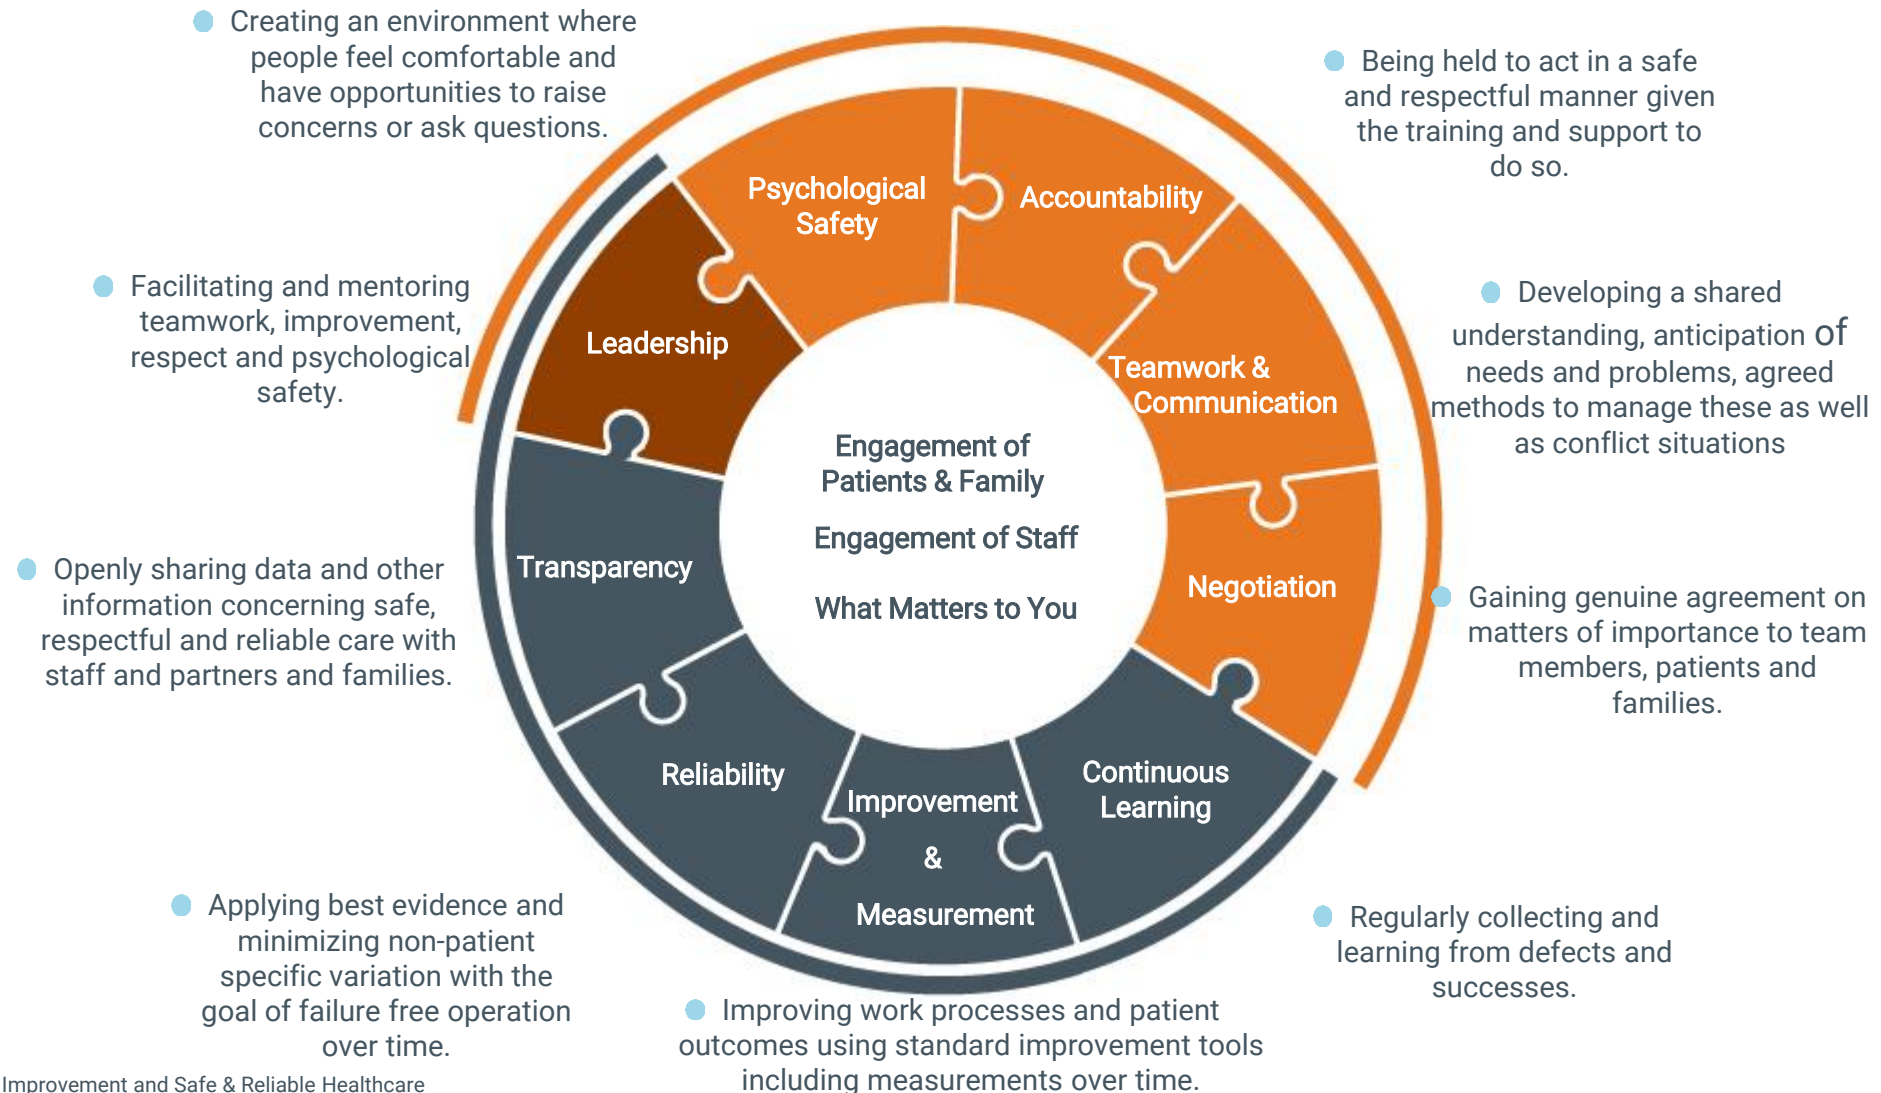 Creating an environment where
people feel comfortable and
have opportunities to raise
concerns or ask questions.
Being held to act in a safe
and respectful manner given
the training and support to
do so.
Psychological
Safety
Accountability
Facilitating and mentoring
teamwork, improvement,
respect and psychological
safety.
Leadership
Teamwork &
Communication
Developing a shared
understanding, anticipation of
needs and problems, agreed
methods to manage these as well
as conflict situations
Engagement of
Patients & Family
Engagement of Staff
What Matters to You
Openly sharing data and other
information concerning safe,
respectful and reliable care with
staff and partners and families.
Transparency
Negotiation
Gaining genuine agreement on
matters of importance to team
members, patients and
families.
Reliability
Improvement
&
Measurement
Continuous
Learning
Applying best evidence and
minimizing non-patient
specific variation with the
goal of failure free operation
over time.
Regularly collecting and
learning from defects and
successes.
Improving work processes and patient
outcomes using standard improvement tools
including measurements over time.
Improvement and Safe & Reliable Healthcare